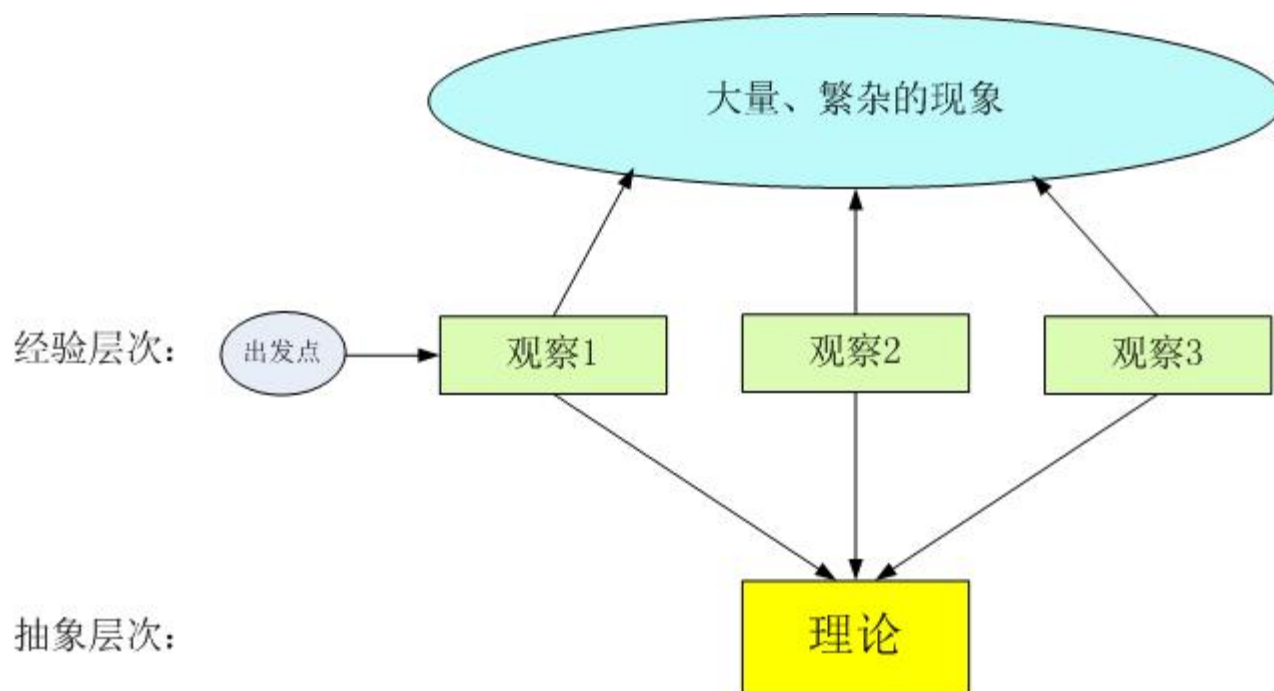 大量、繁杂的现象
经验层次：
出发点
观察1
观察2
观察3
抽象层次：
理论